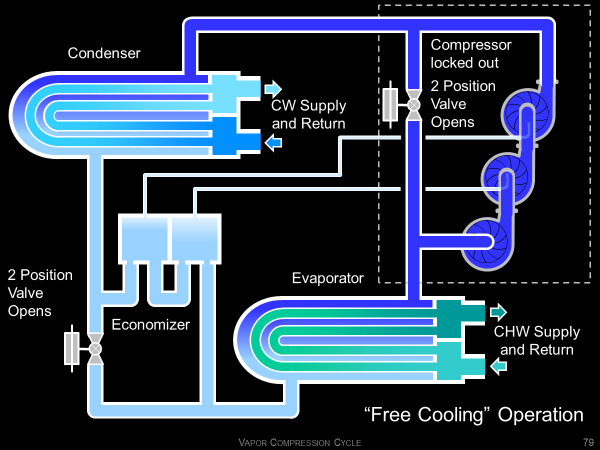 Condenser
Compressor
locked out
2 Position
Valve
Opens
CW Supply
and Return
2 Position
Valve
Opens
Economizer
Evaporator
CHW Supply
and Return
“Free Cooling” Operation
VAPOR COMPRESSION CYCLE
79